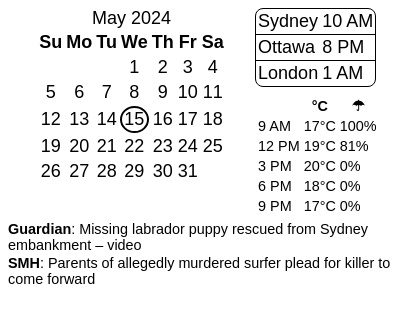 May 2024
Su Mo Tu We Th Fr Sa
1 2 3 4
5 6 7 8 9 10 11
12 13 14 15 16 17 18
19 20 21 22 23 24 25
26 27 28 29 30 31
Sydney 10 AM
Ottawa 8 PM
London 1 AM
°C ☂
9 AM 17°C 100%
12 PM 19°C 81%
3 PM 20°C 0%
6 PM 18°C 0%
9 PM 17°C 0%
Guardian: Missing labrador puppy rescued from Sydney
embankment – video
SMH: Parents of allegedly murdered surfer plead for killer to
come forward